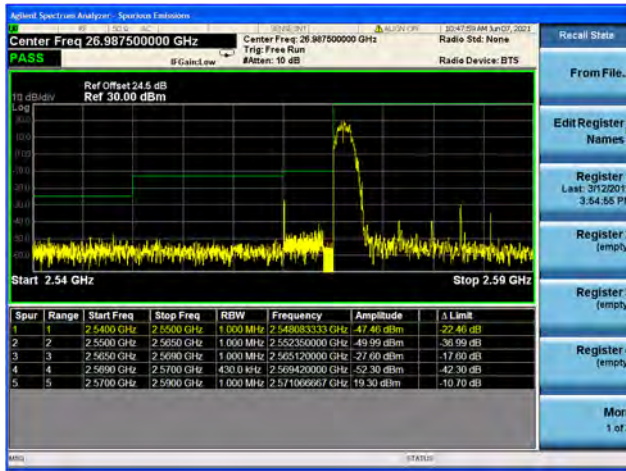 Agilent Spectrum Analyzer - Spurious Emissions
RF 50 Ω AC SENSE:INT ALIGN OFF 10:47:59 AM Jun 07, 2021
Center Freq 26.987500000 GHz Center Freq: 26.987500000 GHz Radio Std: None
Trig: Free Run
PASS IFGain:Low #Atten: 10 dB Radio Device: BTS
Ref Offset 24.5 dB
10 dB/div Ref 30.00 dBm
Log
Start 2.54 GHz Stop 2.59 GHz
Spur Range Start Freq Stop Freq RBW Frequency Amplitude Δ Limit
1 1 2.5400 GHz 2.5500 GHz 1.000 MHz 2.548083333 GHz -47.46 dBm -22.46 dB
2 2 2.5500 GHz 2.5650 GHz 1.000 MHz 2.552350000 GHz -49.99 dBm -36.99 dB
3 3 2.5650 GHz 2.5690 GHz 1.000 MHz 2.565120000 GHz -27.60 dBm -17.60 dB
4 4 2.5690 GHz 2.5700 GHz 430.0 kHz 2.569420000 GHz -52.30 dBm -42.30 dB
5 5 2.5700 GHz 2.5900 GHz 1.000 MHz 2.571066667 GHz 19.30 dBm -10.70 dB
MSG STATUS
Recall State
From File..
Edit Register
Names
Register
Last: 3/12/201
3:54:55 P
Register
(empty
Register
(empty
Register
(empty
Mor
1 of